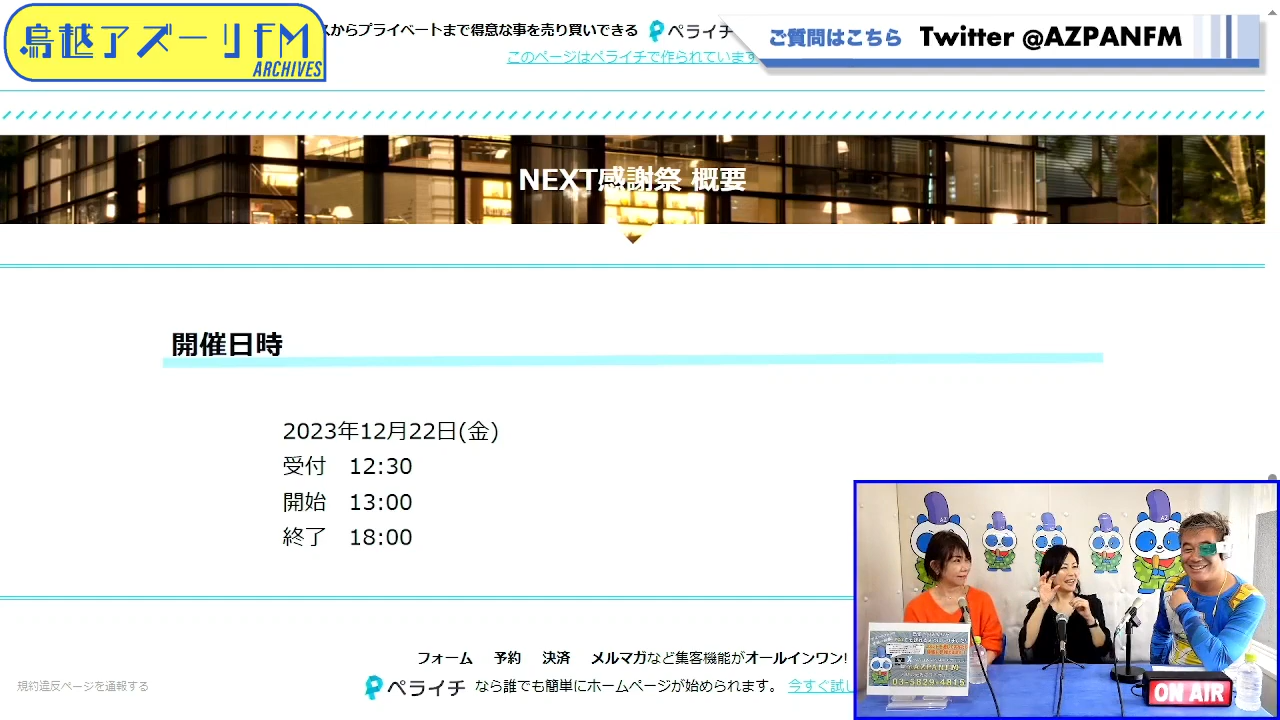 鳥越アズーリFM
ARCHIVES
スからプライベートまで得意な事を売り買いできる
ペライチ
このページはペライチで作られています
ご質問はこちら Twitter @AZPANFM
NEXT感謝祭 概要
開催日時
2023年12月22日(金)
受付 12:30
開始 13:00
終了 18:00
フォーム 予約 決済 メルマガなど集客機能がオールインワン!
ペライチ なら誰でも簡単にホームページが始められます。 今すぐ試し
規約違反ページを通報する
AZPANFM
03-5829-4815
ON AIR